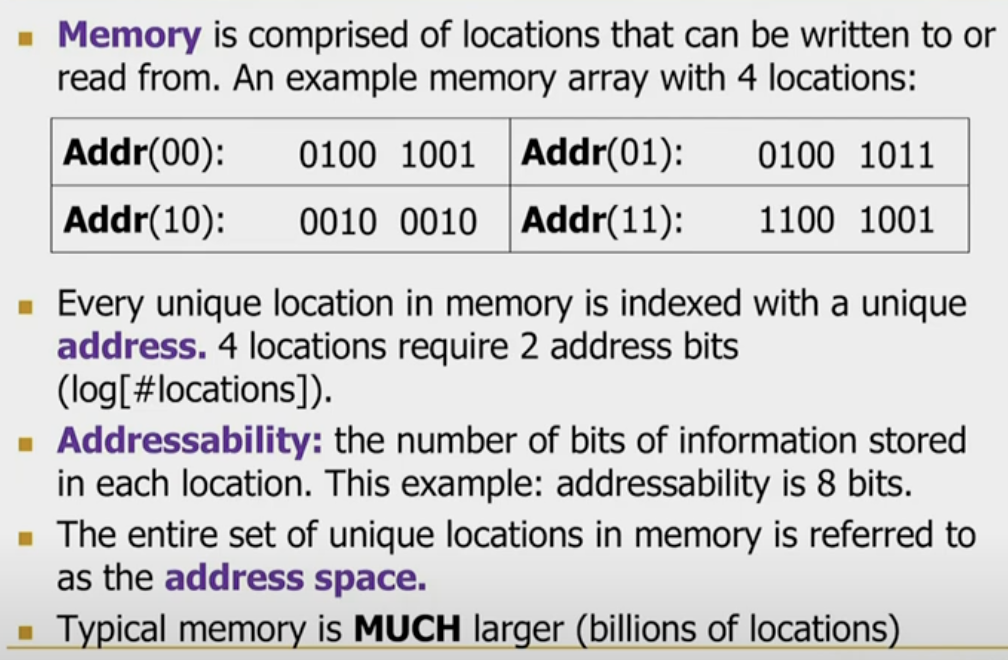 Memory is comprised of locations that can be written to or
read from. An example memory array with 4 locations:
Addr(00): 0100 1001 Addr(01): 0100 1011
Addr(10): 0010 0010 Addr(11): 1100 1001
Every unique location in memory is indexed with a unique
address. 4 locations require 2 address bits
(log[#locations]).
Addressability: the number of bits of information stored
in each location. This example: addressability is 8 bits.
The entire set of unique locations in memory is referred to
as the address space.
Typical memory is MUCH larger (billions of locations)